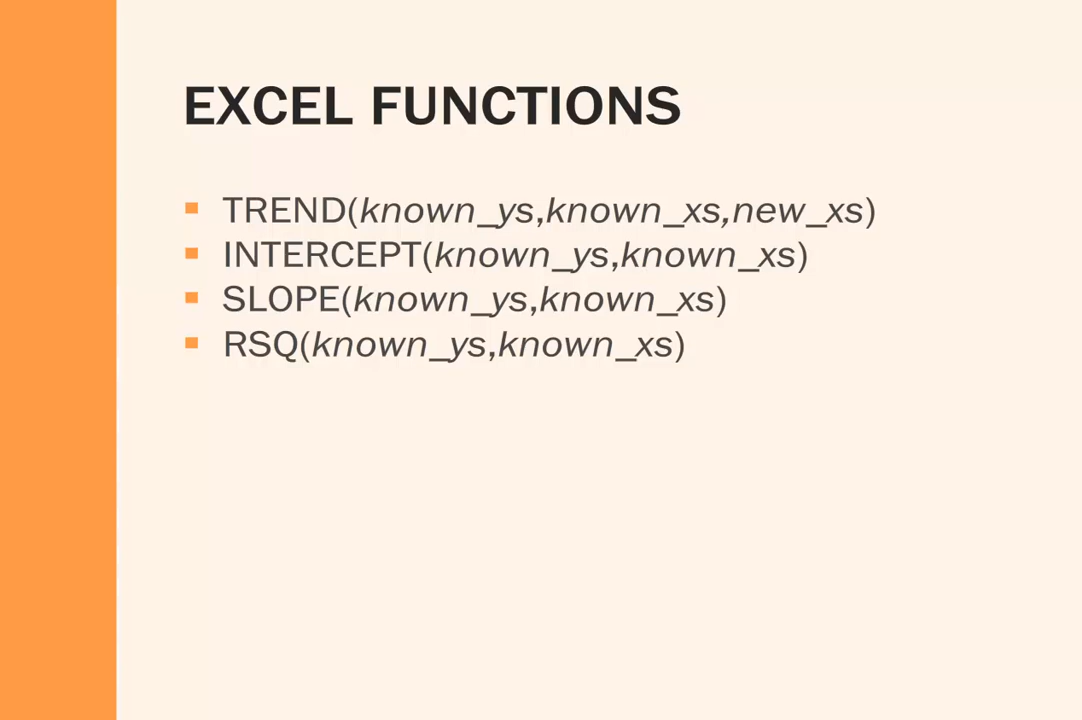 EXCEL FUNCTIONS
TREND(known_ys,known_xs,new_xs)
INTERCEPT(known_ys,known_xs)
SLOPE(known_ys,known_xs)
RSQ(known_ys,known_xs)